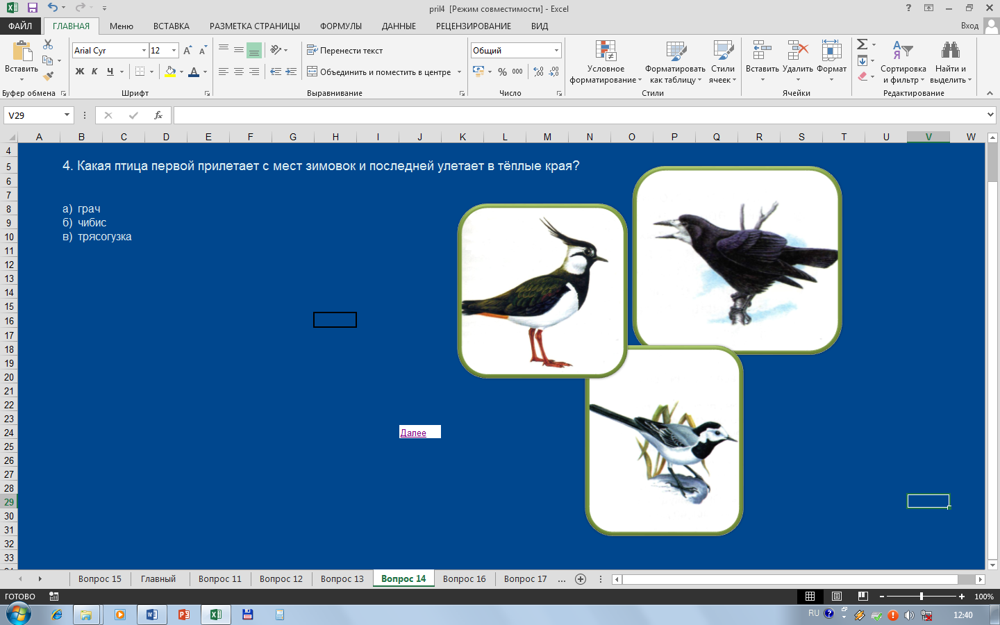 pril4 [Режим совместимости] - Excel
ФАЙЛ ГЛАВНАЯ Меню ВСТАВКА РАЗМЕТКА СТРАНИЦЫ ФОРМУЛЫ ДАННЫЕ РЕЦЕНЗИРОВАНИЕ ВИД Вход
Вставить
Буфер обмена
Arial Cyr 12
Ж К Ч
Шрифт
Перенести текст
Объединить и поместить в центре
Выравнивание
Общий
% 000
Число
Условное форматирование
Форматировать как таблицу
Стили ячеек
Стили
Вставить Удалить Формат
Ячейки
Сортировка и фильтр
Найти и выделить
Редактирование
V29
fx
A B C D E F G H I J K L M N O P Q R S T U V W
4
5
6
7
8
9
10
11
12
13
14
15
16
17
18
19
20
21
22
23
24
25
26
27
28
29
30
31
32
33
4. Какая птица первой прилетает с мест зимовок и последней улетает в тёплые края?
а) грач
б) чибис
в) трясогузка
Далее
Вопрос 15 Главный Вопрос 11 Вопрос 12 Вопрос 13 Вопрос 14 Вопрос 16 Вопрос 17 ...
ГОТОВО 100%
RU 12:40